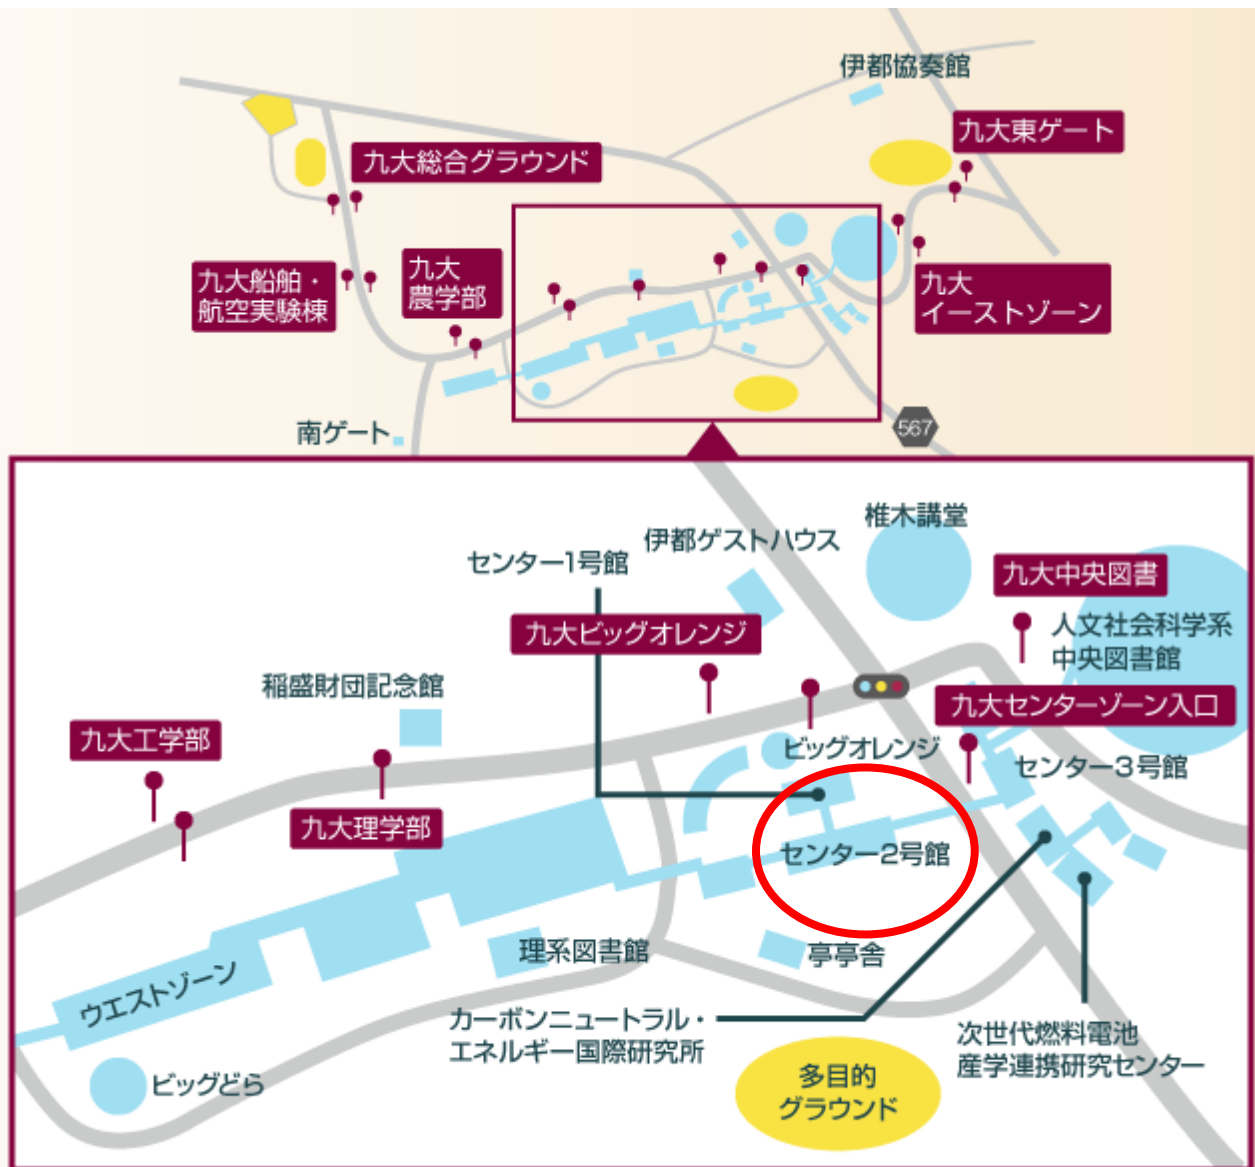 伊都協奏館
九大東ゲート
九大総合グラウンド
九大船舶・
航空実験棟
九大
農学部
九大
イーストゾーン
南ゲート
567
椎木講堂
伊都ゲストハウス
センター1号館
九大中央図書
九大ビッグオレンジ
人文社会科学系
中央図書館
稲盛財団記念館
九大センターゾーン入口
九大工学部
ビッグオレンジ
センター3号館
九大理学部
センター2号館
理系図書館
亭亭舎
ウエストゾーン
カーボンニュートラル・
エネルギー国際研究所
次世代燃料電池
産学連携研究センター
ビッグどら
多目的
グラウンド